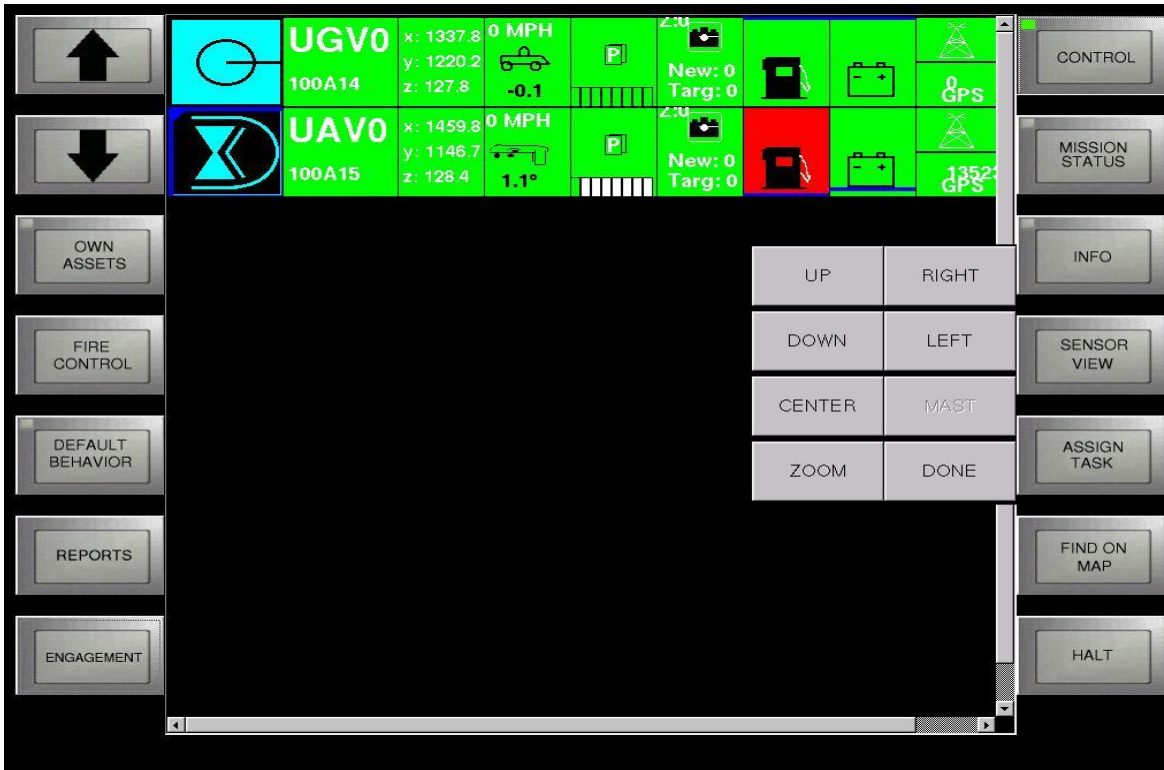 UGV0
100A14
x: 1337.8
y: 1220.2
z: 127.8
0 MPH
-0.1
P
New: 0
Targ: 0
0
GPS
UAV0
100A15
x: 1459.8
y: 1146.7
z: 128.4
0 MPH
1.1°
P
New: 0
Targ: 0
GPS
OWN
ASSETS
FIRE
CONTROL
DEFAULT
BEHAVIOR
REPORTS
ENGAGEMENT
UP
RIGHT
DOWN
LEFT
CENTER
MAST
ZOOM
DONE
CONTROL
MISSION
STATUS
INFO
SENSOR
VIEW
ASSIGN
TASK
FIND ON
MAP
HALT